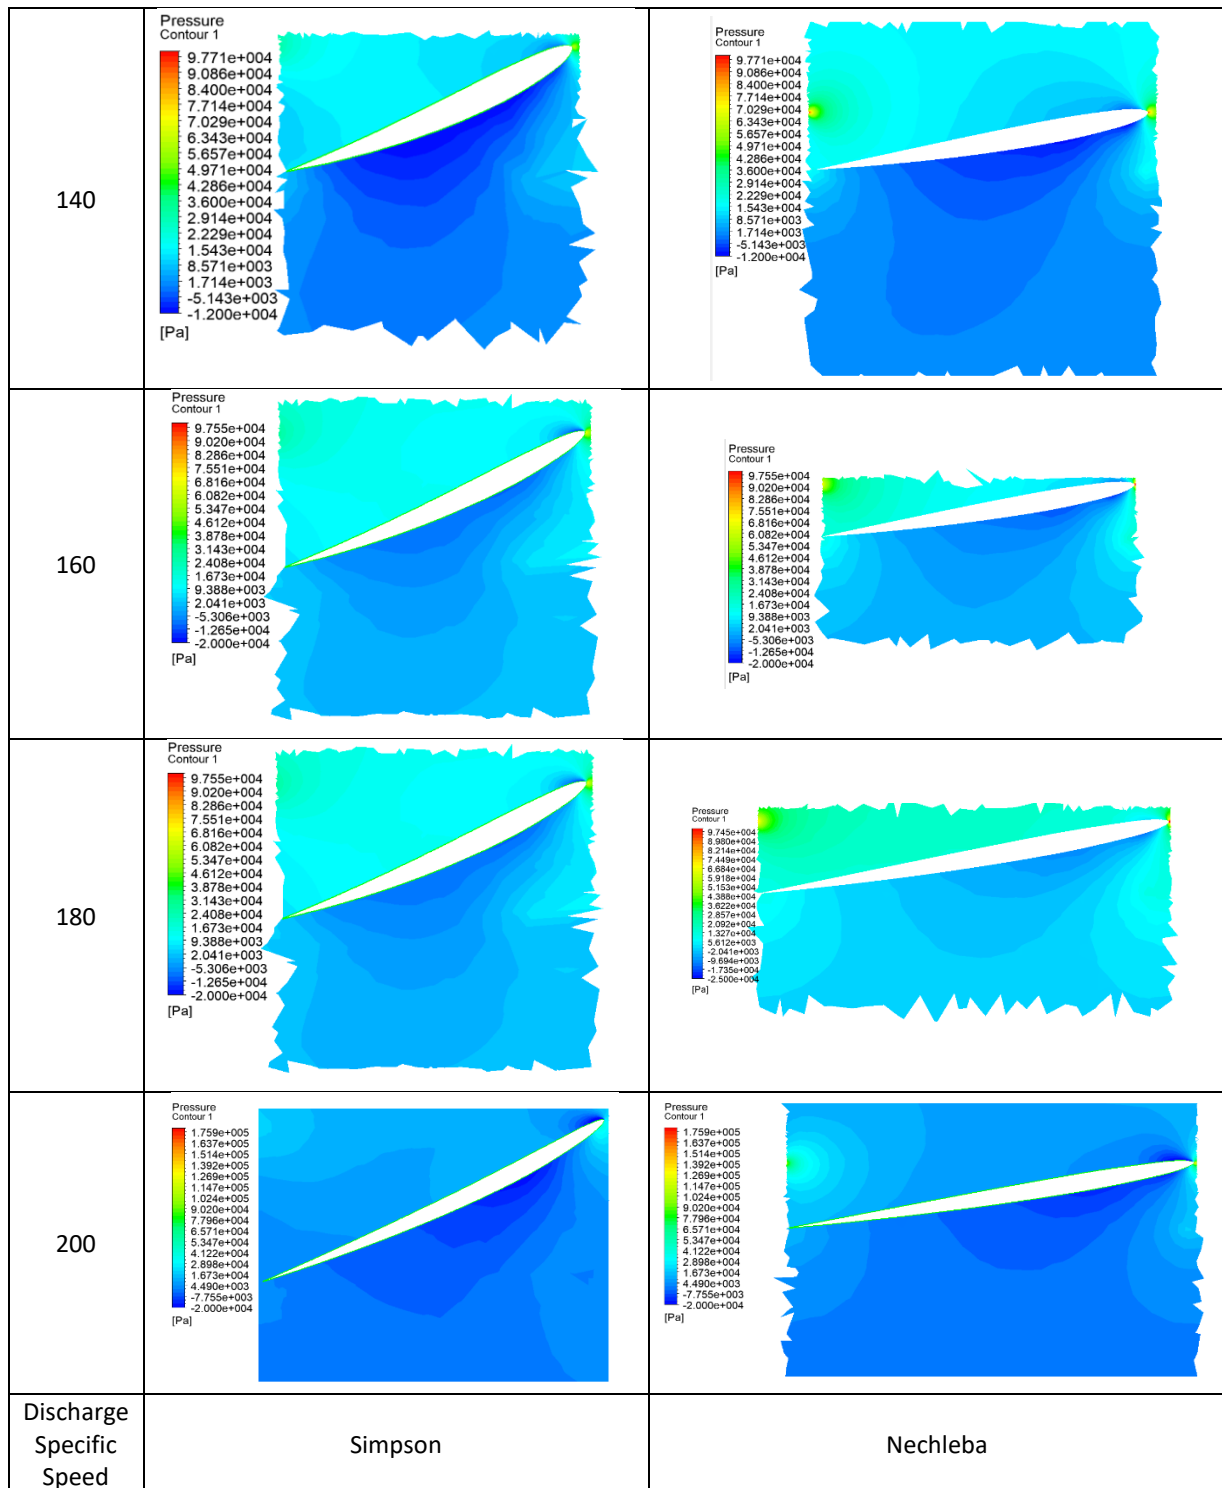 140
Pressure
Contour 1
9.771e+004
9.086e+004
8.400e+004
7.714e+004
7.029e+004
6.343e+004
5.657e+004
4.971e+004
4.286e+004
3.600e+004
2.914e+004
2.229e+004
1.543e+004
8.571e+003
1.714e+003
-5.143e+003
-1.200e+004
[Pa]
Pressure
Contour 1
9.771e+004
9.086e+004
8.400e+004
7.714e+004
7.029e+004
6.343e+004
5.657e+004
4.971e+004
4.286e+004
3.600e+004
2.914e+004
2.229e+004
1.543e+004
8.571e+003
1.714e+003
-5.143e+003
-1.200e+004
[Pa]
160
Pressure
Contour 1
9.755e+004
9.020e+004
8.286e+004
7.551e+004
6.816e+004
6.082e+004
5.347e+004
4.612e+004
3.878e+004
3.143e+004
2.408e+004
1.673e+004
9.388e+003
2.041e+003
-5.306e+003
-1.265e+004
-2.000e+004
[Pa]
Pressure
Contour 1
9.755e+004
9.020e+004
8.286e+004
7.551e+004
6.816e+004
6.082e+004
5.347e+004
4.612e+004
3.878e+004
3.143e+004
2.408e+004
1.673e+004
9.388e+003
2.041e+003
-5.306e+003
-1.265e+004
-2.000e+004
[Pa]
180
Pressure
Contour 1
9.755e+004
9.020e+004
8.286e+004
7.551e+004
6.816e+004
6.082e+004
5.347e+004
4.612e+004
3.878e+004
3.143e+004
2.408e+004
1.673e+004
9.388e+003
2.041e+003
-5.306e+003
-1.265e+004
-2.000e+004
[Pa]
Pressure
Contour 1
9.745e+004
8.980e+004
8.214e+004
7.449e+004
6.684e+004
5.918e+004
5.153e+004
4.388e+004
3.622e+004
2.857e+004
2.092e+004
1.327e+004
5.612e+003
-2.041e+003
-9.694e+003
-1.735e+004
-2.500e+004
[Pa]
200
Pressure
Contour 1
1.759e+005
1.637e+005
1.514e+005
1.392e+005
1.269e+005
1.147e+005
1.024e+005
9.020e+004
7.796e+004
6.571e+004
5.347e+004
4.122e+004
2.898e+004
1.673e+004
4.490e+003
-7.755e+003
-2.000e+004
[Pa]
Pressure
Contour 1
1.759e+005
1.637e+005
1.514e+005
1.392e+005
1.269e+005
1.147e+005
1.024e+005
9.020e+004
7.796e+004
6.571e+004
5.347e+004
4.122e+004
2.898e+004
1.673e+004
4.490e+003
-7.755e+003
-2.000e+004
[Pa]
Discharge
Specific
Speed
Simpson
Nechleba